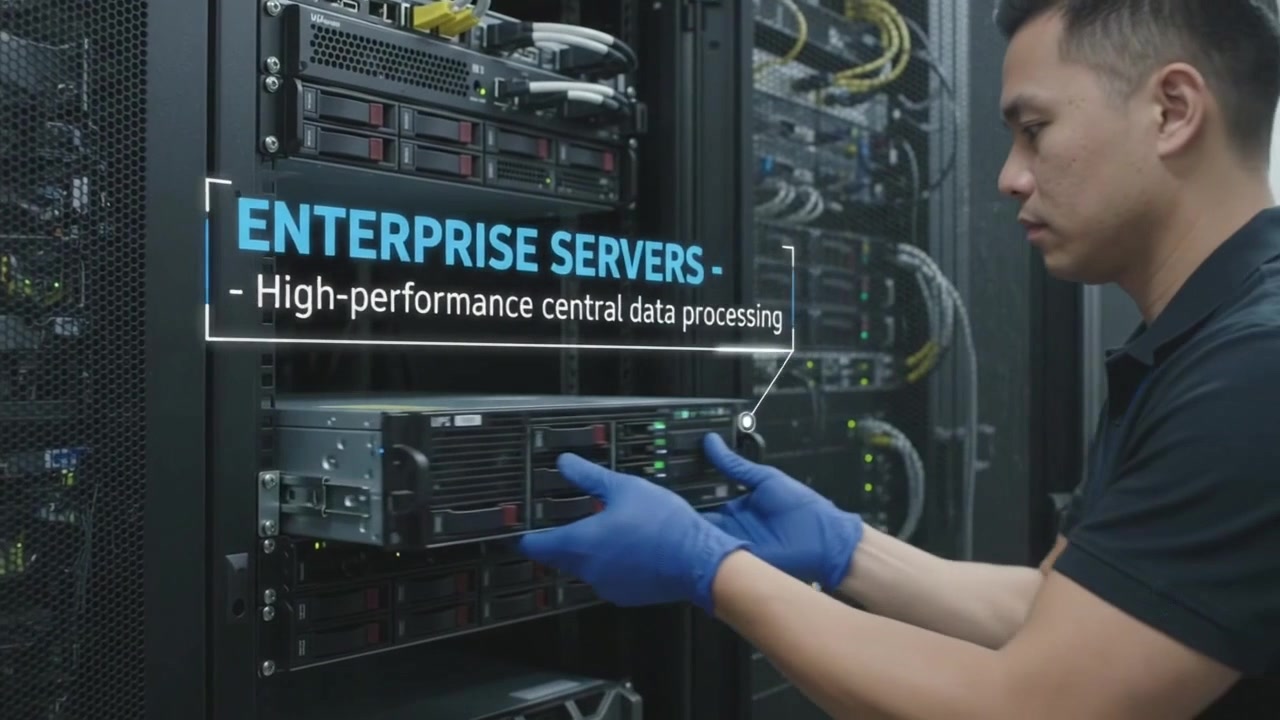 ENTERPRISE SERVERS -
- High-performance central data processing